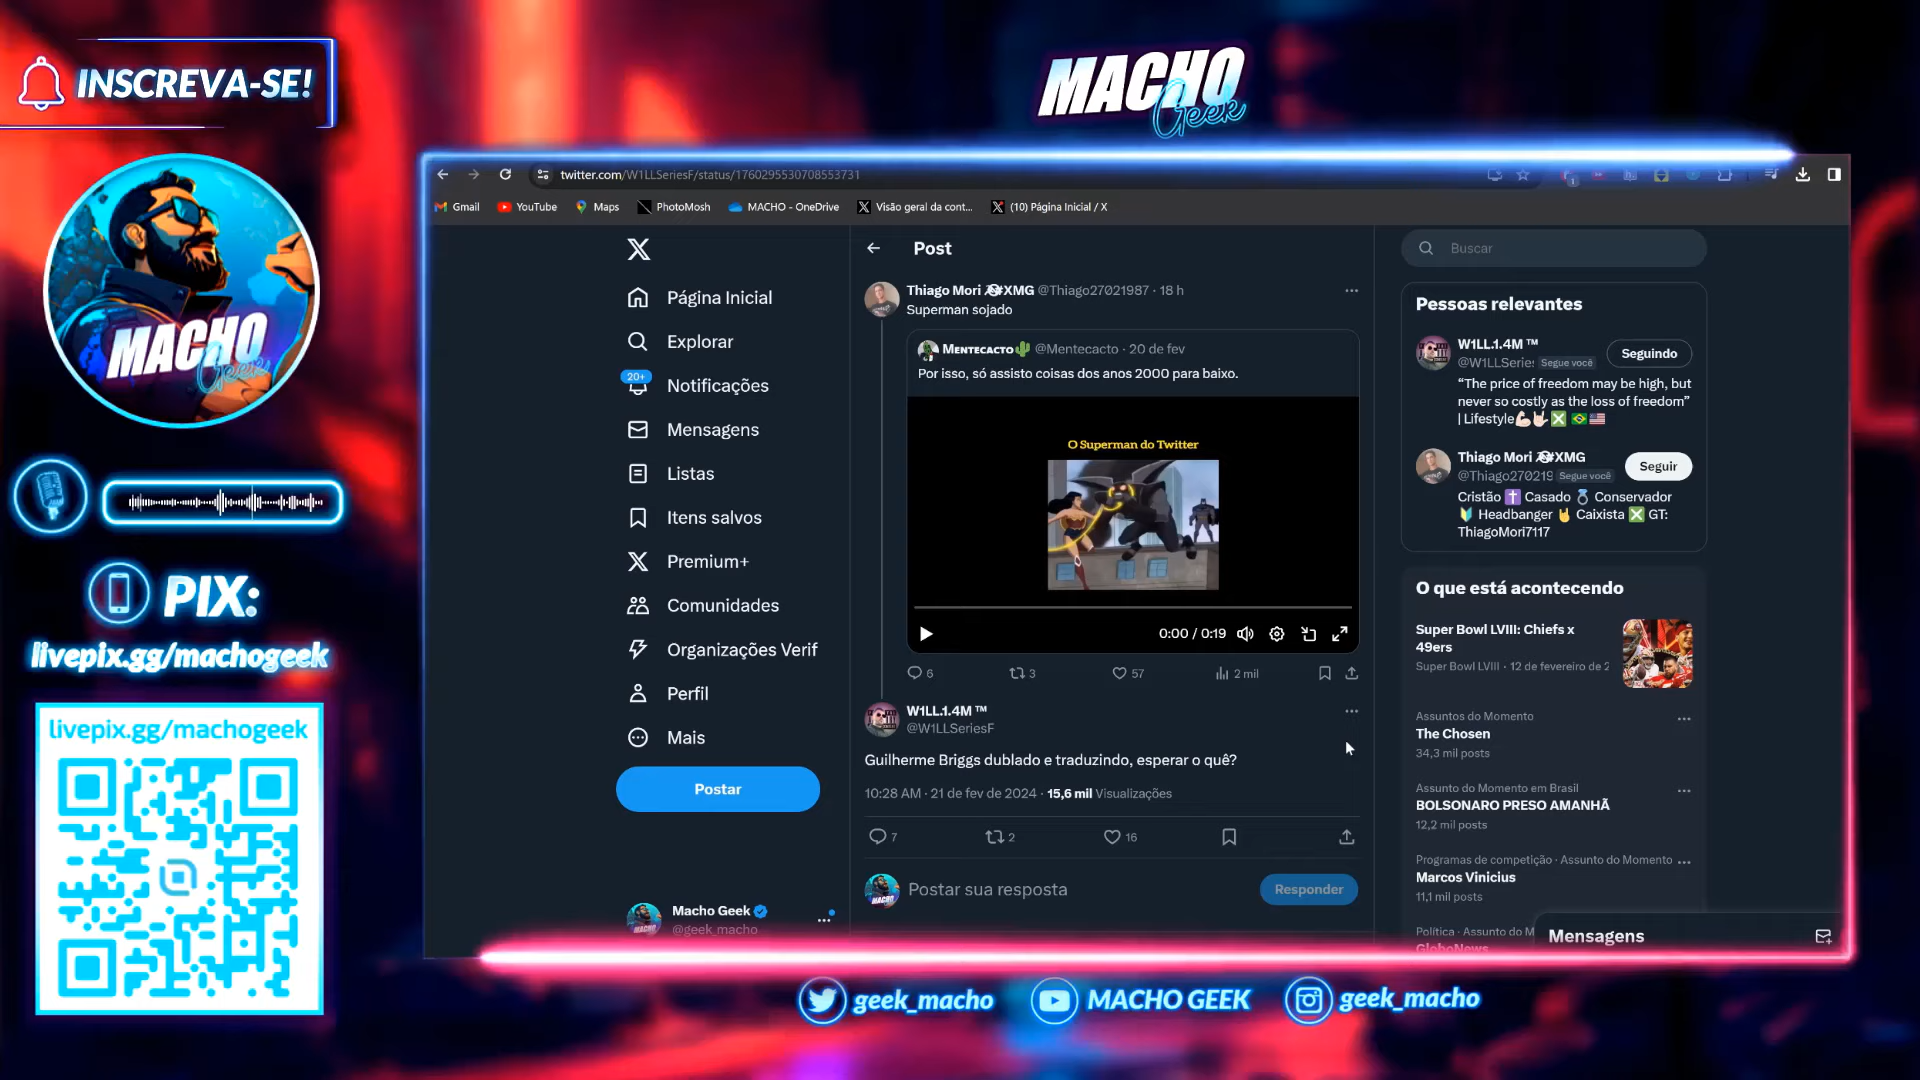 INSCREVA-SE!
MACHO
Geek
MACHO
Geek
PIX:
livepix.gg/machogeek
livepix.gg/machogeek
twitter.com/W1LLSeriesF/status/1760295530708553731
Gmail
YouTube
Maps
PhotoMosh
MACHO - OneDrive
Visão geral da cont...
(10) Página Inicial / X
Página Inicial
Explorar
20+
Notificações
Mensagens
Listas
Itens salvos
Premium+
Comunidades
Organizações Verif
Perfil
Mais
Postar
Macho Geek
@geek_macho
Post
Thiago Mori #XMG @Thiago27021987 · 18 h
Superman sojado
MENTECACTO🌵 @Mentecacto · 20 de fev
Por isso, só assisto coisas dos anos 2000 para baixo.
O Superman do Twitter
0:00 / 0:19
6
3
57
2 mil
W1LL.1.4M ™
@W1LLSeriesF
Guilherme Briggs dublado e traduzindo, esperar o quê?
10:28 AM · 21 de fev de 2024 · 15,6 mil Visualizações
7
2
16
Postar sua resposta
Responder
Buscar
Pessoas relevantes
W1LL.1.4M ™
@W1LLSerie: Segue você
Seguindo
“The price of freedom may be high, but
never so costly as the loss of freedom”
| Lifestyle💪🏻🤘🏻❎ 🇧🇷🇺🇸
Thiago Mori #XMG
@Thiago270219 Segue você
Seguir
Cristão ✝️ Casado 💍 Conservador
🔰 Headbanger 🤘 Caixista ❎ GT:
ThiagoMori7117
O que está acontecendo
Super Bowl LVIII: Chiefs x
49ers
Super Bowl LVIII · 12 de fevereiro de 2
Assuntos do Momento
The Chosen
34,3 mil posts
Assunto do Momento em Brasil
BOLSONARO PRESO AMANHÃ
12,2 mil posts
Programas de competição · Assunto do Momento
Marcos Vinicius
11,1 mil posts
Política · Assunto do M
GloboNews
Mensagens
geek_macho
MACHO GEEK
geek_macho